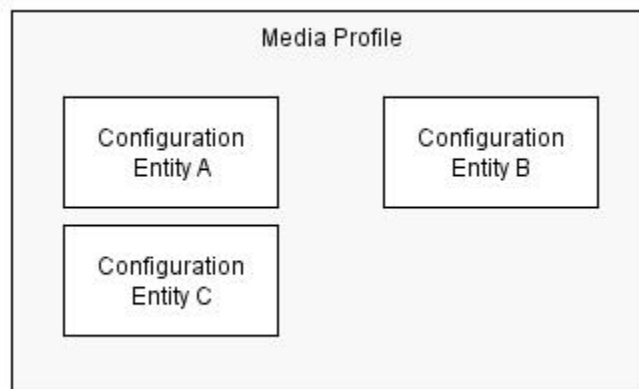 Media Profile
Configuration
Entity A
Configuration
Entity B
Configuration
Entity C